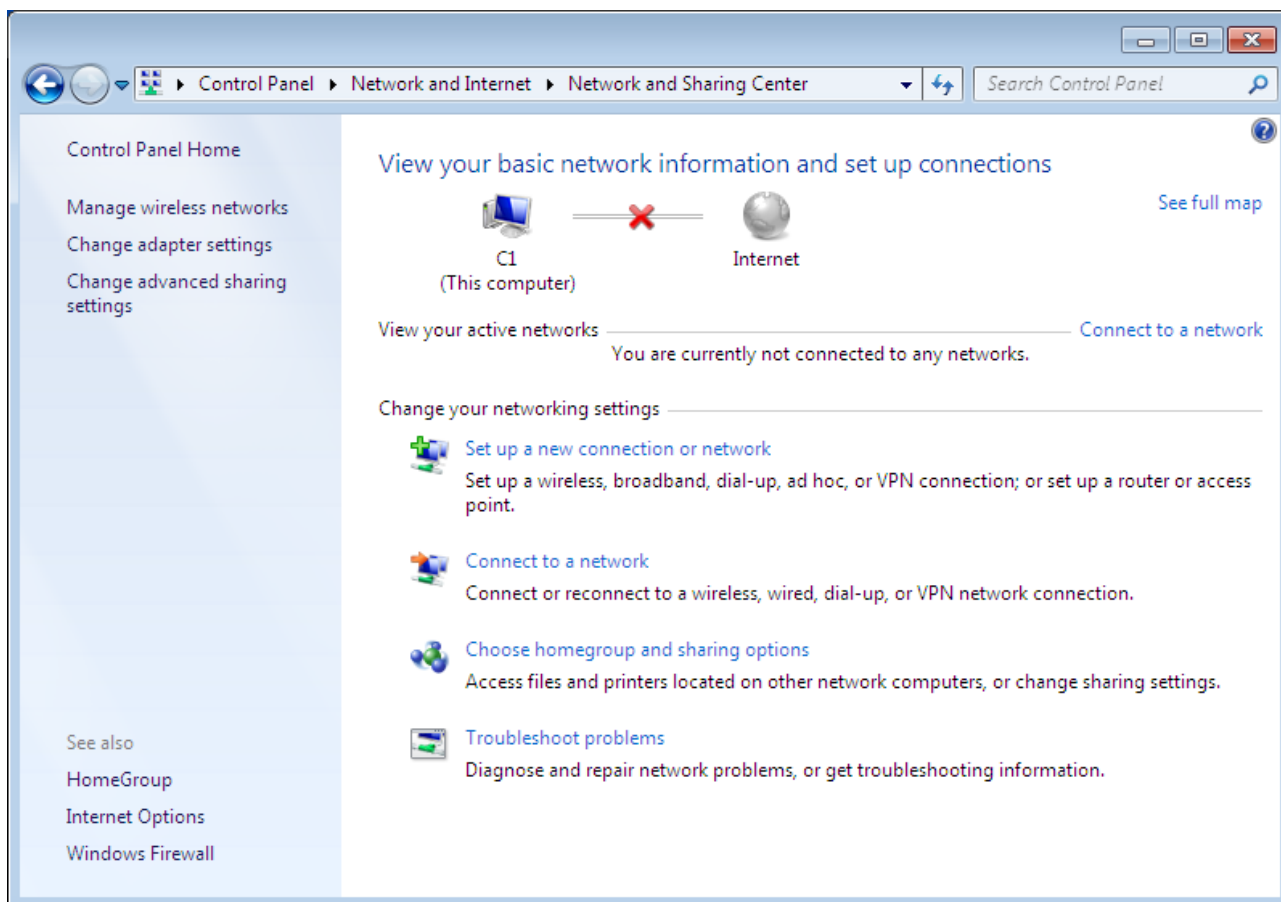 Control Panel Network and Internet Network and Sharing Center Search Control Panel
Control Panel Home
Manage wireless networks
Change adapter settings
Change advanced sharing
settings
See also
HomeGroup
Internet Options
Windows Firewall
View your basic network information and set up connections
See full map
C1
(This computer)
Internet
View your active networks Connect to a network
You are currently not connected to any networks.
Change your networking settings
Set up a new connection or network
Set up a wireless, broadband, dial-up, ad hoc, or VPN connection; or set up a router or access
point.
Connect to a network
Connect or reconnect to a wireless, wired, dial-up, or VPN network connection.
Choose homegroup and sharing options
Access files and printers located on other network computers, or change sharing settings.
Troubleshoot problems
Diagnose and repair network problems, or get troubleshooting information.